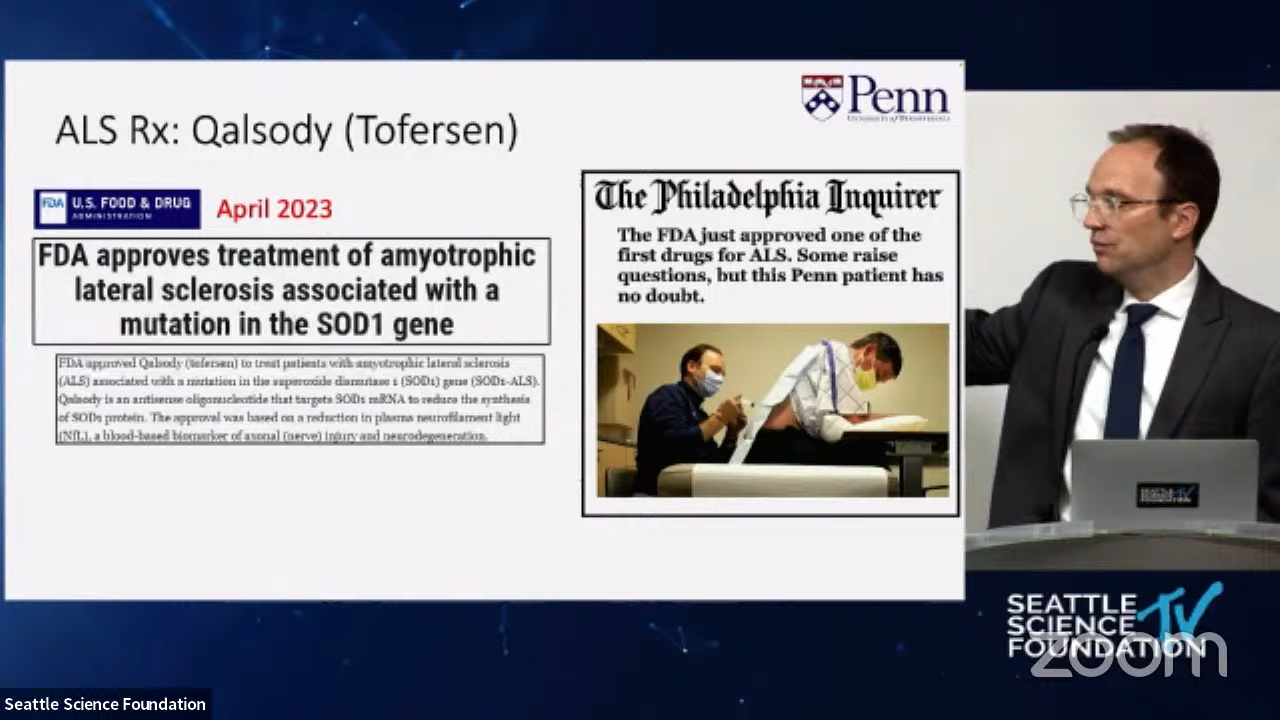 Penn
UNIVERSITY of PENNSYLVANIA
ALS Rx: Qalsody (Tofersen)
FDA
U.S. FOOD & DRUG
ADMINISTRATION
April 2023
FDA approves treatment of amyotrophic
lateral sclerosis associated with a
mutation in the SOD1 gene
FDA approved Qalsody (tofersen) to treat patients with amyotrophic lateral sclerosis
(ALS) associated with a mutation in the superoxide dismutase 1 (SOD1) gene (SOD1-ALS).
Qalsody is an antisense oligonucleotide that targets SOD1 mRNA to reduce the synthesis
of SOD1 protein. The approval was based on a reduction in plasma neurofilament light
(NfL), a blood-based biomarker of axonal (nerve) injury and neurodegeneration.
The Philadelphia Inquirer
The FDA just approved one of the
first drugs for ALS. Some raise
questions, but this Penn patient has
no doubt.
SEATTLE
SCIENCE TV
FOUNDATION
SEATTLE
SCIENCE TV
FOUNDATION
zoom
Seattle Science Foundation